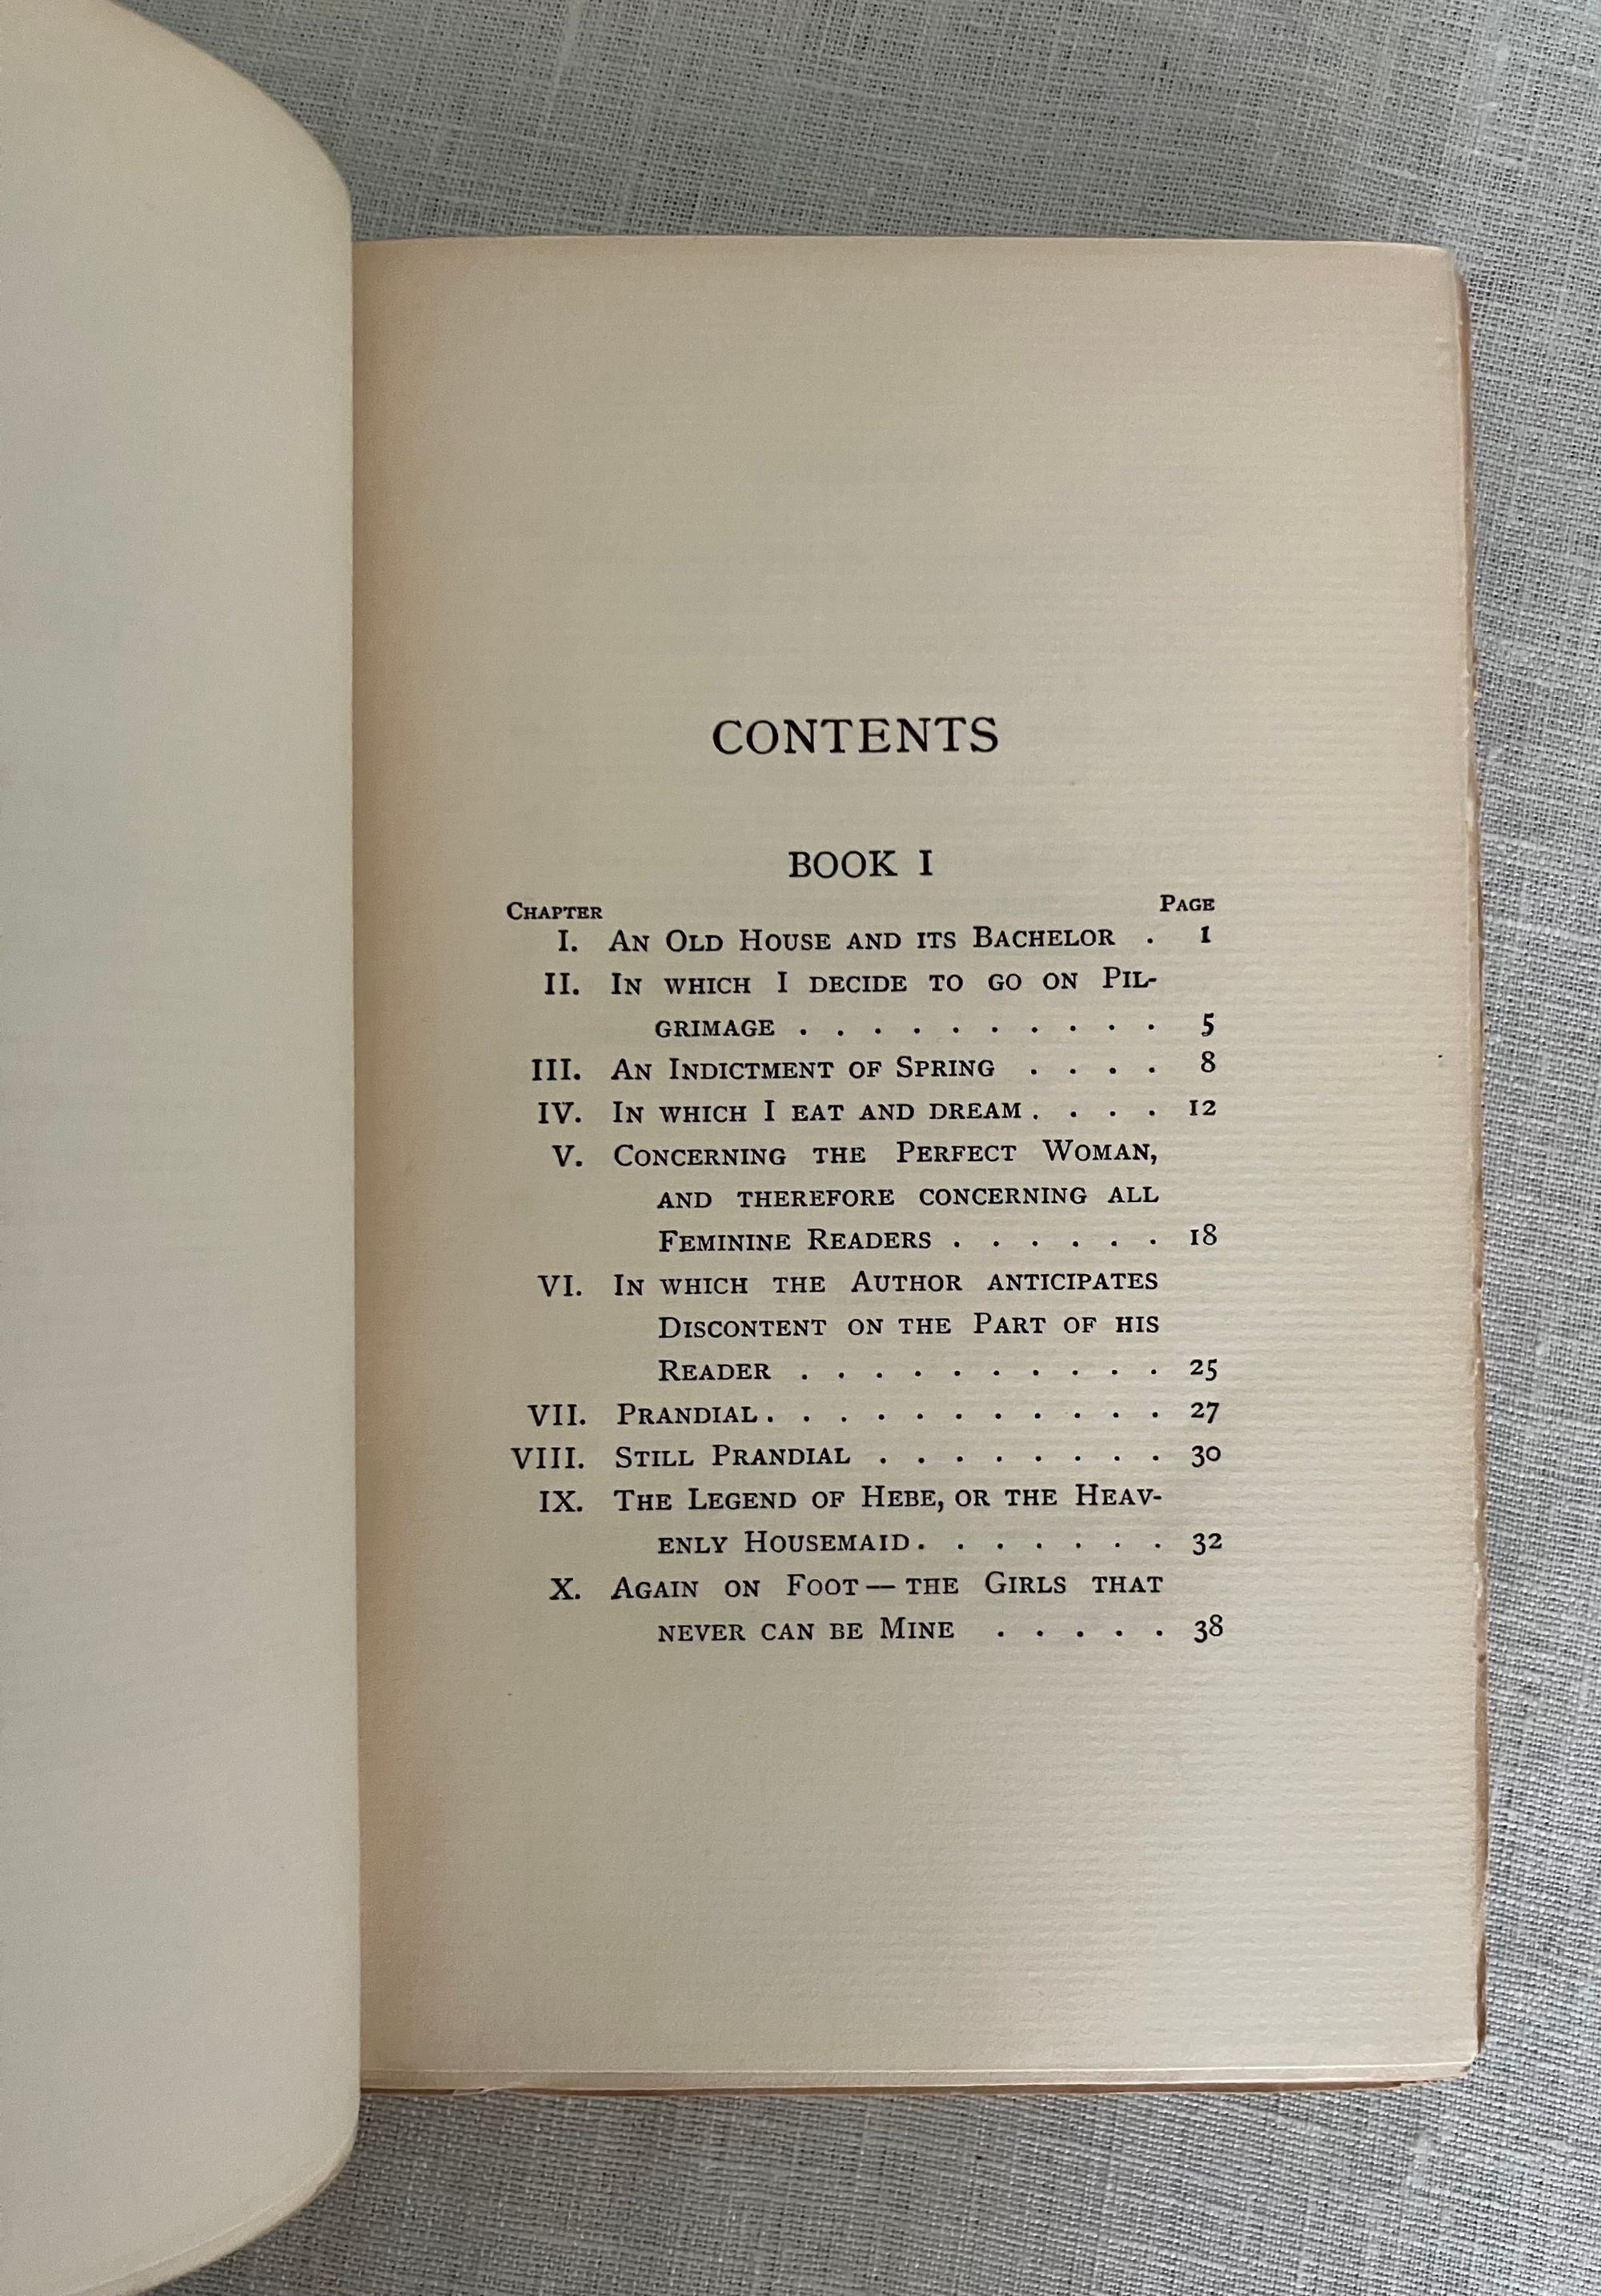 CONTENTS
BOOK I
CHAPTER PAGE
I. AN OLD HOUSE AND ITS BACHELOR . 1
II. IN WHICH I DECIDE TO GO ON PIL-
GRIMAGE . . . . . . . . . . 5
III. AN INDICTMENT OF SPRING . . . . 8
IV. IN WHICH I EAT AND DREAM . . . . 12
V. CONCERNING THE PERFECT WOMAN,
AND THEREFORE CONCERNING ALL
FEMININE READERS . . . . . . 18
VI. IN WHICH THE AUTHOR ANTICIPATES
DISCONTENT ON THE PART OF HIS
READER . . . . . . . . . . 25
VII. PRANDIAL . . . . . . . . . . . 27
VIII. STILL PRANDIAL . . . . . . . . 30
IX. THE LEGEND OF HEBE, OR THE HEAV-
ENLY HOUSEMAID . . . . . . . 32
X. AGAIN ON FOOT — THE GIRLS THAT
NEVER CAN BE MINE . . . . . 38